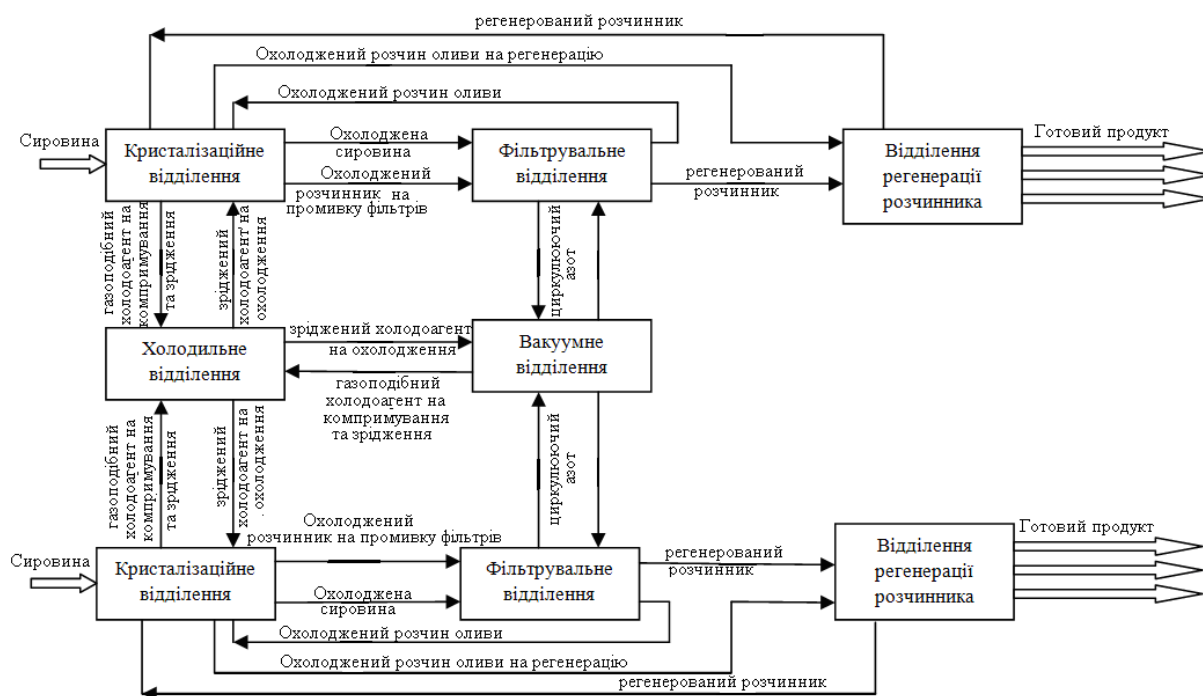 регенерований розчинник
Охолоджений розчин оливи на регенерацію
Охолоджений розчин оливи
Сировина
Кристалізаційне
відділення
Охолоджена
сировина
Охолоджений
розчинник на
промивку фільтрів
Фільтрувальне
відділення
регенерований
розчинник
Відділення
регенерації
розчинника
Готовий продукт
газоподібний
холодоагент на
компримування
та зрідження
зріджений
холодоагент на
охолодження
циркулюючий
азот
Холодильне
відділення
зріджений холодоагент
на охолодження
газоподібний
холодоагент на
компримування
та зрідження
Вакуумне
відділення
газоподібний
холодоагент на
компримування
та зрідження
зріджений
холодоагент на
охолодження
циркулюючий
азот
Сировина
Кристалізаційне
відділення
Охолоджений
розчинник на промивку фільтрів
Охолоджена
сировина
Фільтрувальне
відділення
регенерований
розчинник
Відділення
регенерації
розчинника
Готовий продукт
Охолоджений розчин оливи
Охолоджений розчин оливи на регенерацію
регенерований розчинник